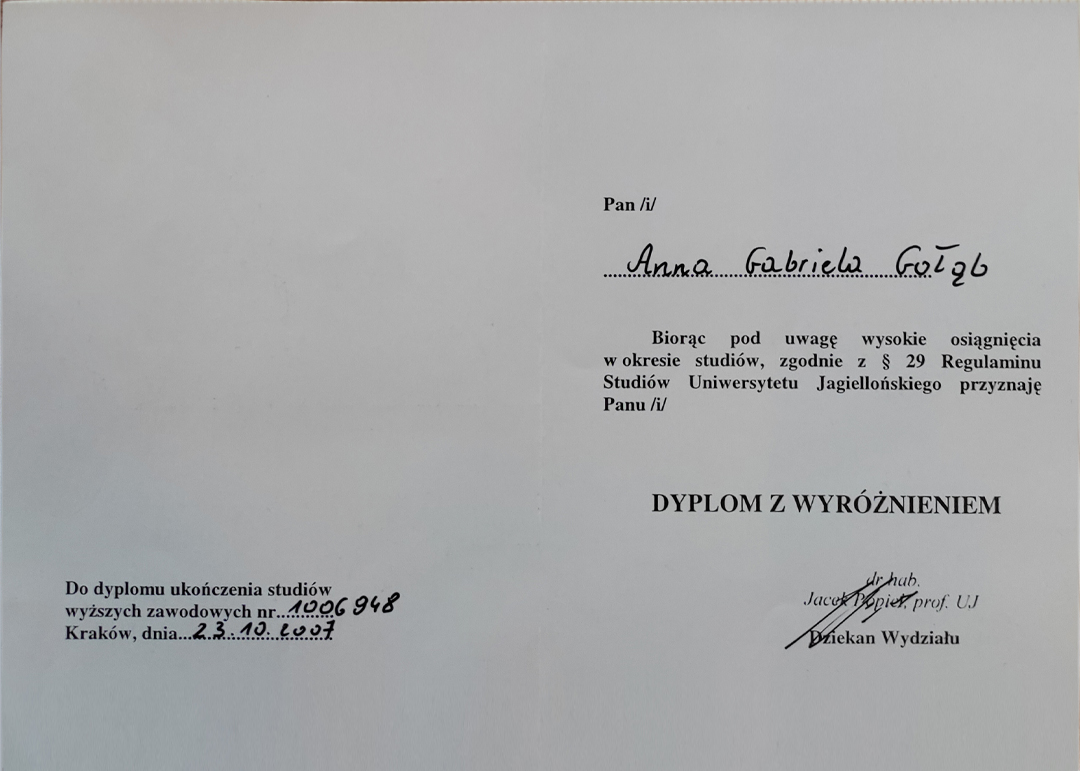 Pan /i/
Anna Gabriela Gołąb
Biorąc pod uwagę wysokie osiągnięcia
w okresie studiów, zgodnie z § 29 Regulaminu
Studiów Uniwersytetu Jagiellońskiego przyznaję
Panu /i/
DYPLOM Z WYRÓŻNIENIEM
dr hab.
Jacek Popiel, prof. UJ
Dziekan Wydziału
Do dyplomu ukończenia studiów
wyższych zawodowych nr...1006948
Kraków, dnia...23.10.2007